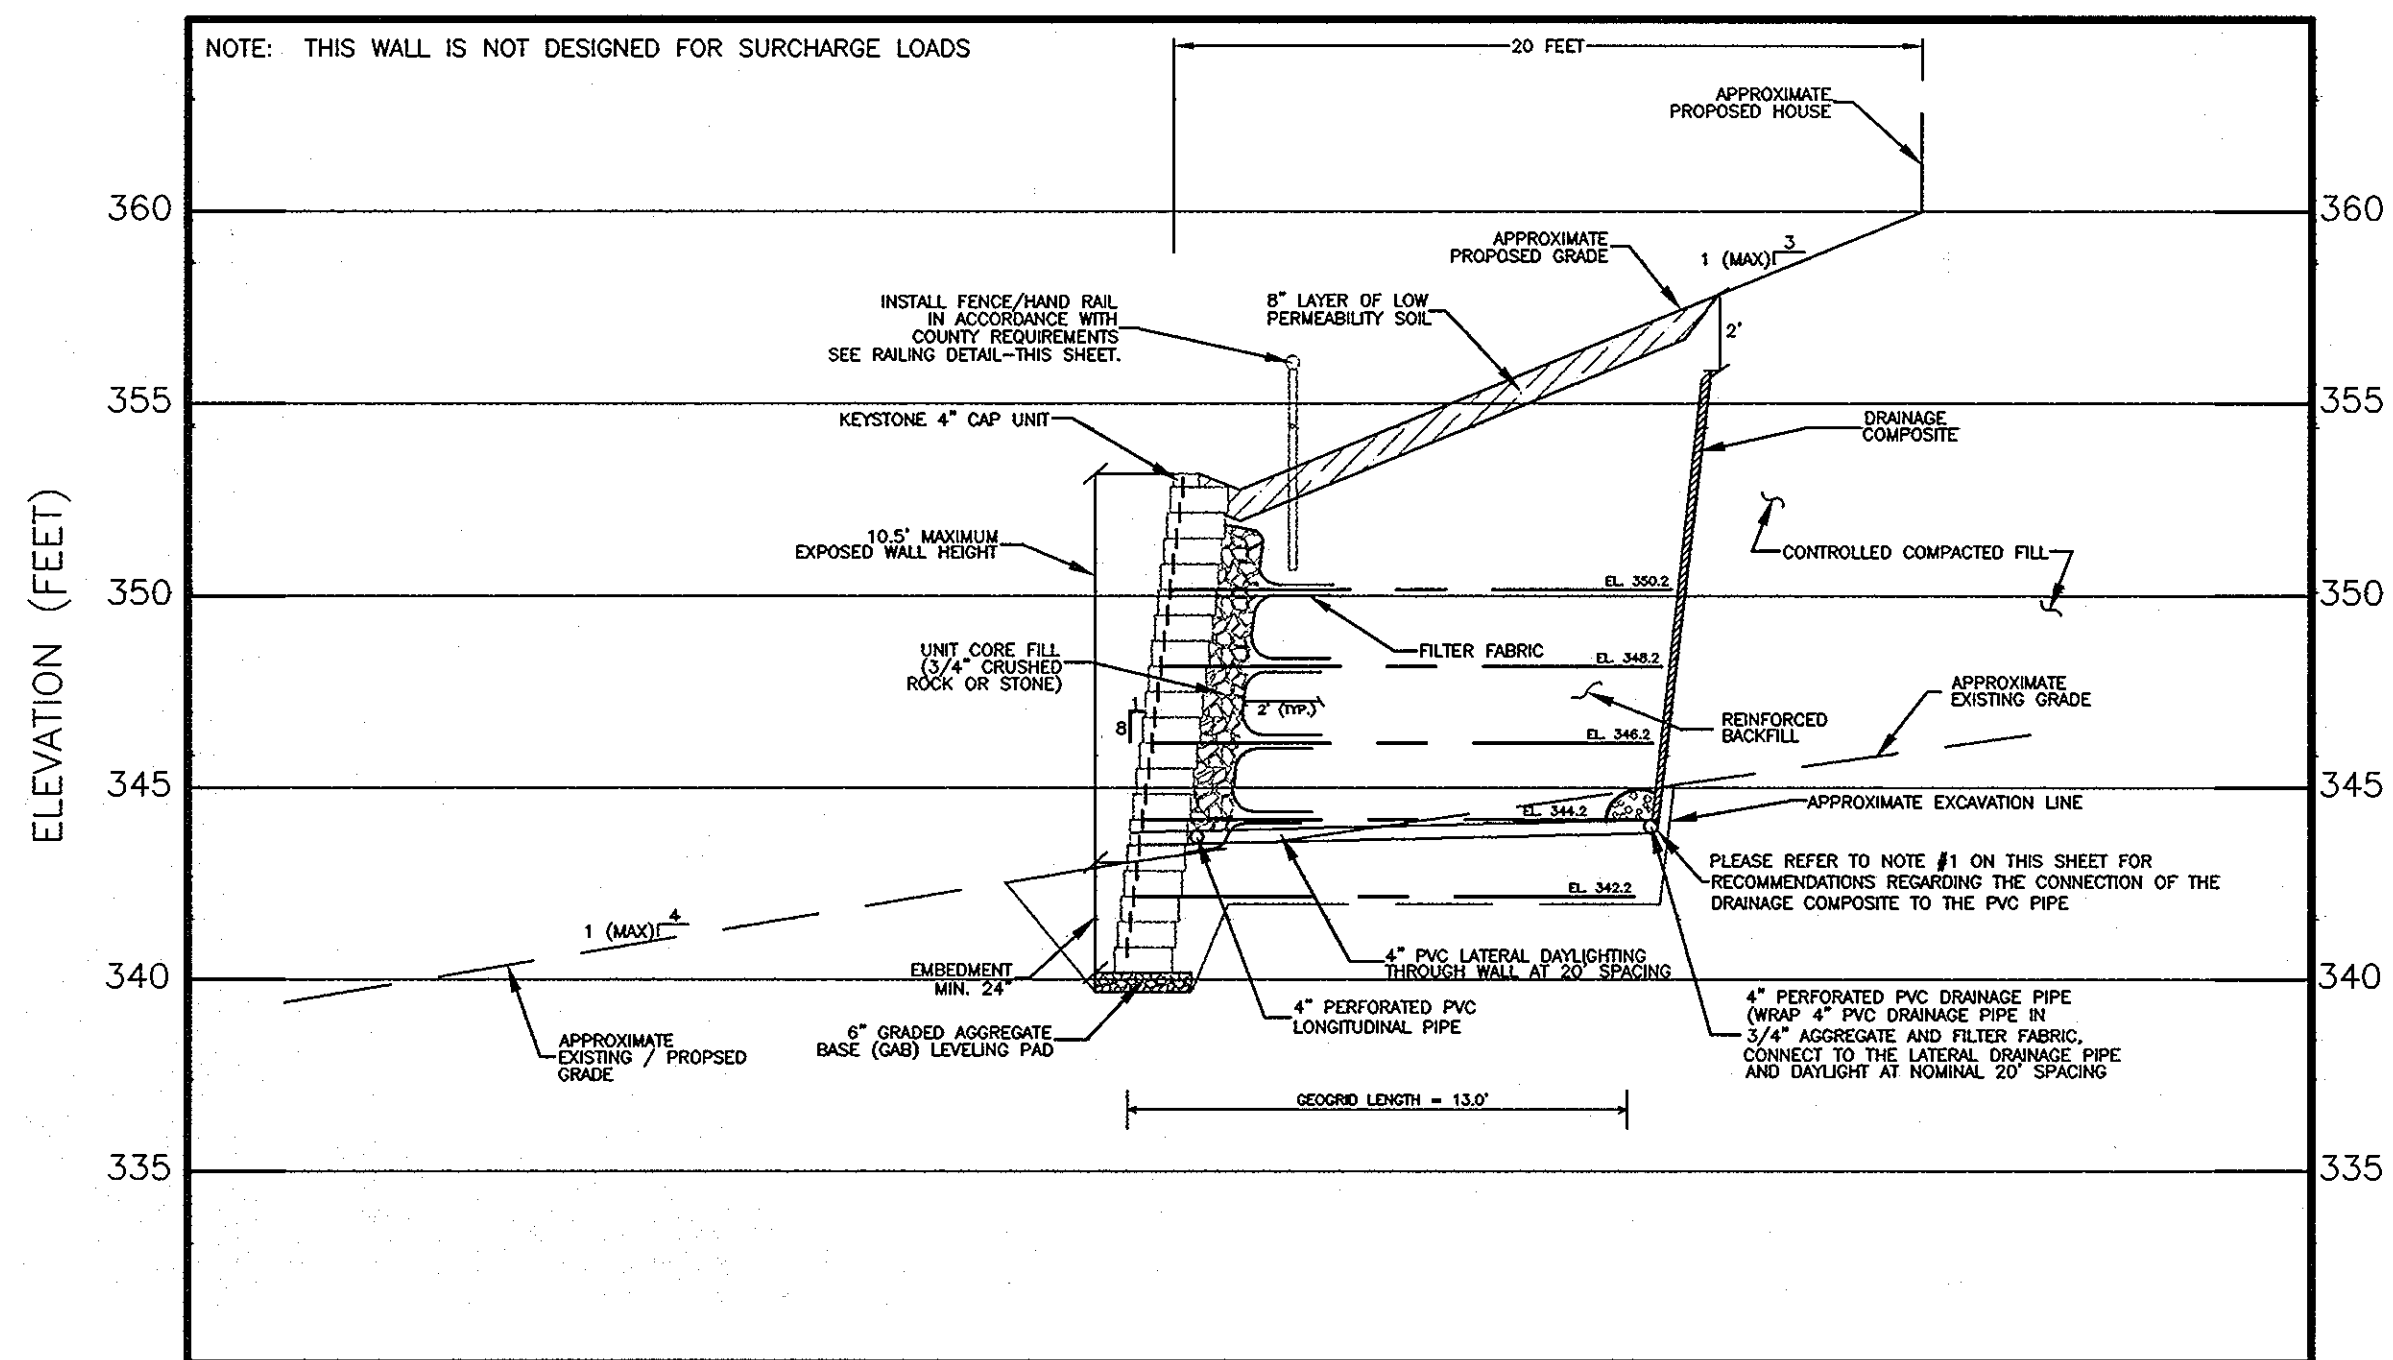 NOTE: THIS WALL IS NOT DESIGNED FOR SURCHARGE LOADS
20 FEET
APPROXIMATE
PROPOSED HOUSE
360
360
APPROXIMATE
PROPOSED GRADE
1 (MAX)
3
INSTALL FENCE/HAND RAIL
IN ACCORDANCE WITH
COUNTY REQUIREMENTS
SEE RAILING DETAIL-THIS SHEET.
8" LAYER OF LOW
PERMEABILITY SOIL
2'
355
355
KEYSTONE 4" CAP UNIT
DRAINAGE
COMPOSITE
10.5' MAXIMUM
EXPOSED WALL HEIGHT
CONTROLLED COMPACTED FILL
ELEVATION (FEET)
350
350
EL. 350.2
FILTER FABRIC
UNIT CORE FILL
(3/4" CRUSHED
ROCK OR STONE)
EL. 348.2
APPROXIMATE
EXISTING GRADE
2' (TYP.)
1
8
REINFORCED
BACKFILL
EL. 346.2
345
345
APPROXIMATE EXCAVATION LINE
EL. 344.2
PLEASE REFER TO NOTE #1 ON THIS SHEET FOR
RECOMMENDATIONS REGARDING THE CONNECTION OF THE
DRAINAGE COMPOSITE TO THE PVC PIPE
EL. 342.2
1 (MAX)
4
4" PVC LATERAL DAYLIGHTING
THROUGH WALL AT 20' SPACING
EMBEDMENT
MIN. 24"
340
340
4" PERFORATED PVC
LONGITUDINAL PIPE
4" PERFORATED PVC DRAINAGE PIPE
(WRAP 4" PVC DRAINAGE PIPE IN
3/4" AGGREGATE AND FILTER FABRIC,
CONNECT TO THE LATERAL DRAINAGE PIPE
AND DAYLIGHT AT NOMINAL 20' SPACING
6" GRADED AGGREGATE
BASE (GAB) LEVELING PAD
APPROXIMATE
EXISTING / PROPSED
GRADE
GEOGRID LENGTH = 13.0'
335
335